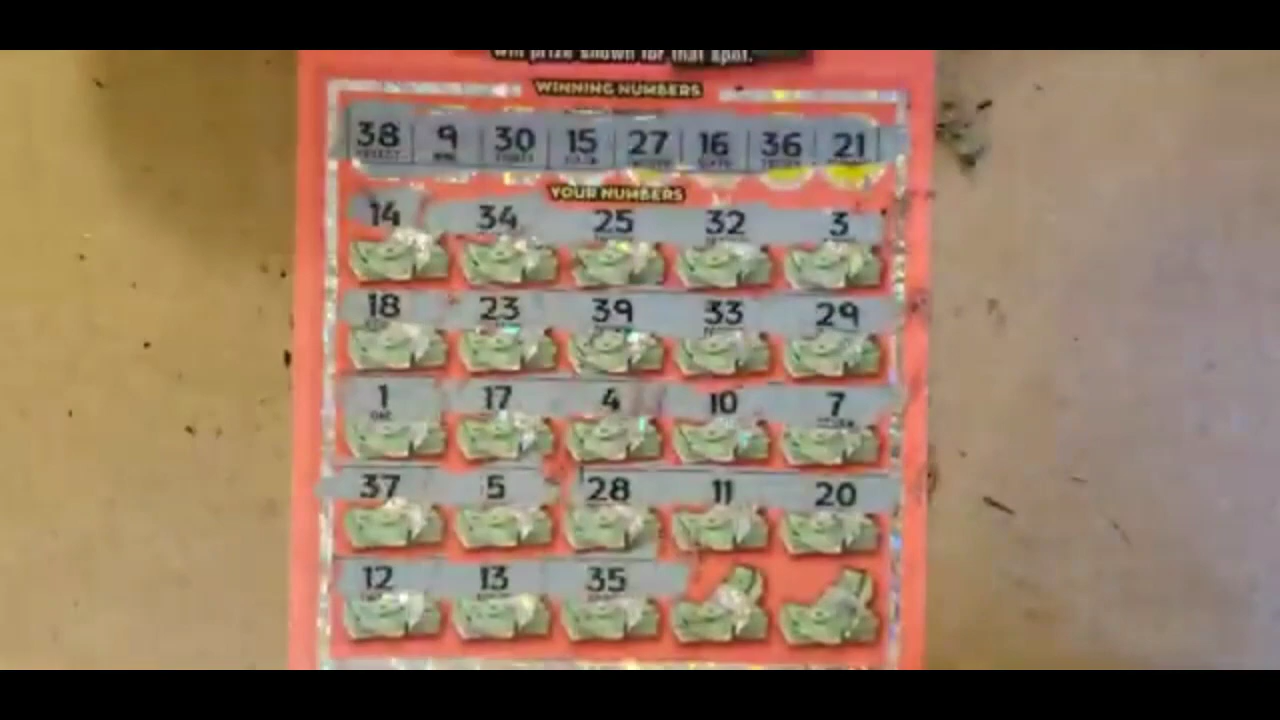 win prize shown for that spot.
WINNING NUMBERS
38 9 30 15 27 16 36 21
YOUR NUMBERS
14 34 25 32 3
18 23 39 33 29
1 17 4 10 7
ONE
37 5 28 11 20
12 13 35